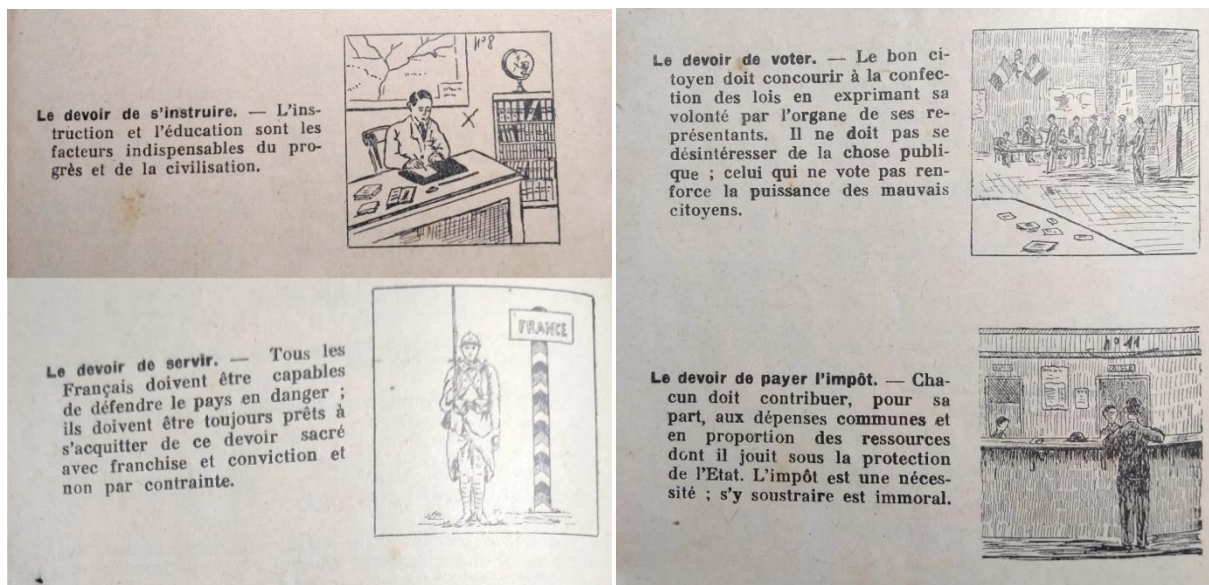 Le devoir de s'instruire. — L'ins-
truction et l'éducation sont les
facteurs indispensables du pro-
grès et de la civilisation.
n° 8
Le devoir de servir. — Tous les
Français doivent être capables
de défendre le pays en danger ;
ils doivent être toujours prêts à
s'acquitter de ce devoir sacré
avec franchise et conviction et
non par contrainte.
FRANCE
Le devoir de voter. — Le bon ci-
toyen doit concourir à la confec-
tion des lois en exprimant sa
volonté par l'organe de ses re-
présentants. Il ne doit pas se
désintéresser de la chose publi-
que ; celui qui ne vote pas ren-
force la puissance des mauvais
citoyens.
Le devoir de payer l'impôt. — Cha-
cun doit contribuer, pour sa
part, aux dépenses communes et
en proportion des ressources
dont il jouit sous la protection
de l'Etat. L'impôt est une néces-
sité ; s'y soustraire est immoral.
n° 11